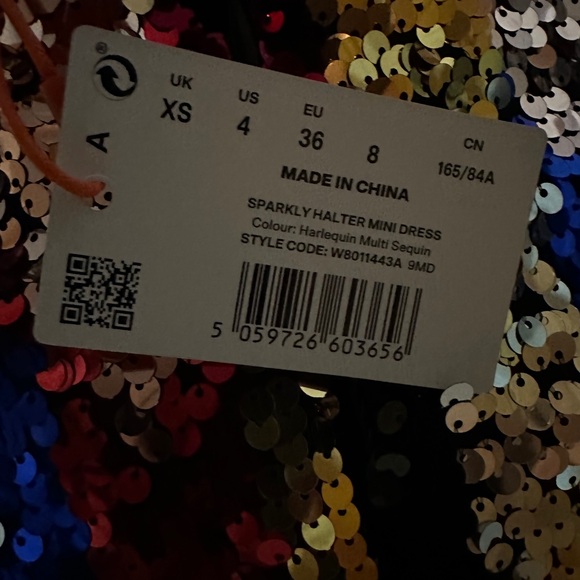 ®
A
UK US EU CN
XS 4 36 8 165/84A
MADE IN CHINA
SPARKLY HALTER MINI DRESS
Colour: Harlequin Multi Sequin
STYLE CODE: W8011443A 9MD
5 059726 603656